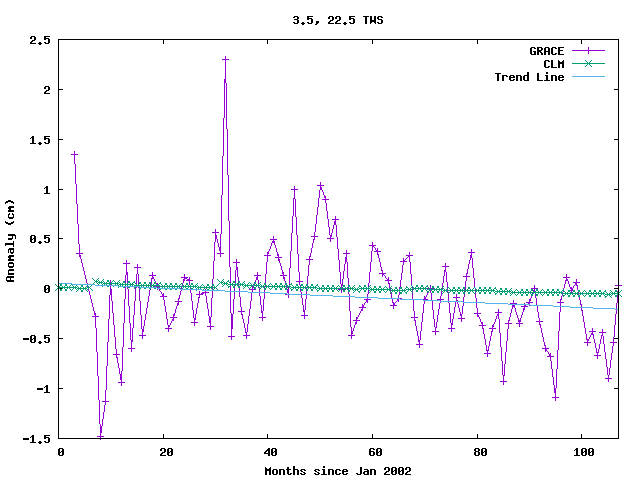 3.5, 22.5 TWS
GRACE
CLM
Trend Line
2.5
2
1.5
1
0.5
0
-0.5
-1
-1.5
Anomaly (cm)
0 20 40 60 80 100
Months since Jan 2002